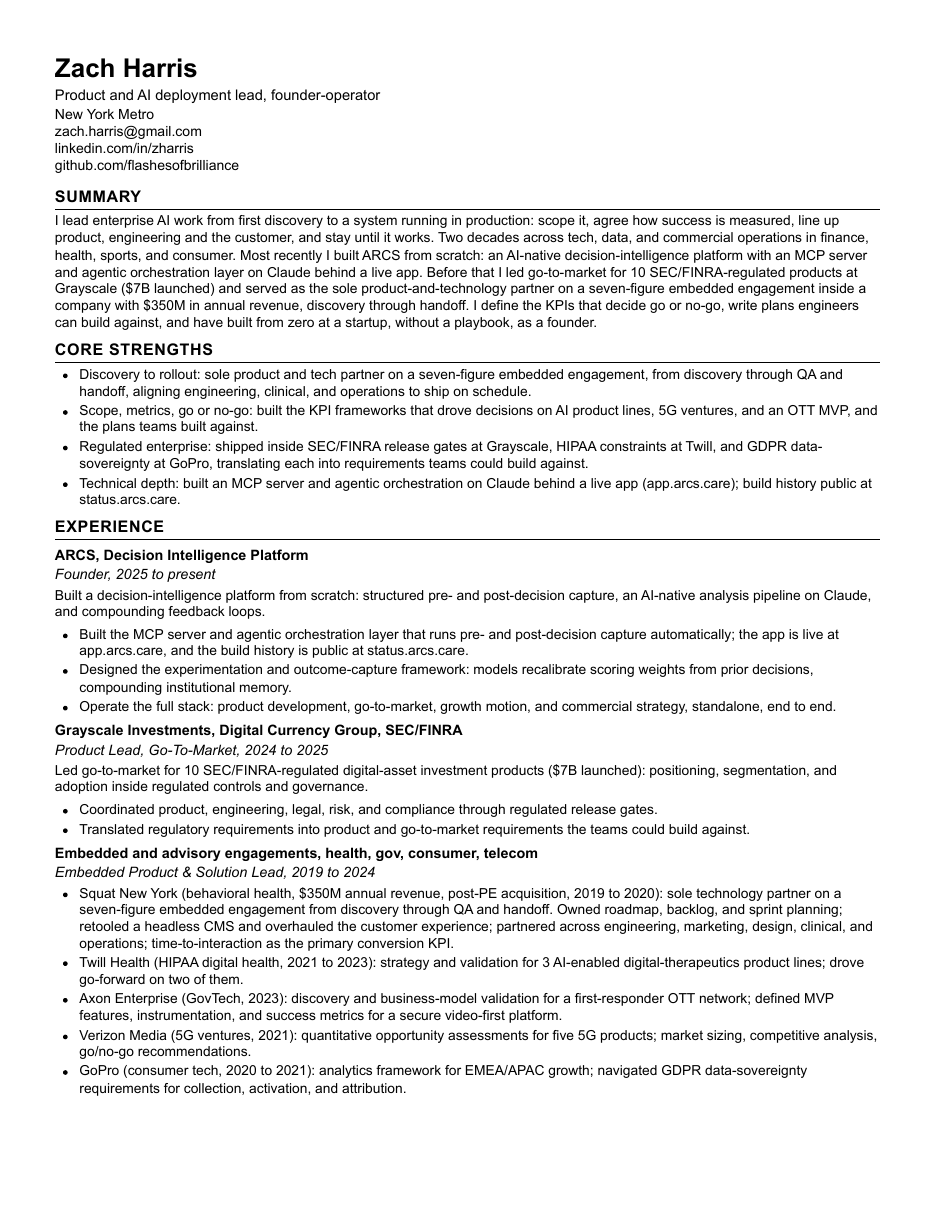 Zach Harris
Product and AI deployment lead, founder-operator
New York Metro
zach.harris@gmail.com
linkedin.com/in/zharris
github.com/flashesofbrilliance
SUMMARY
I lead enterprise AI work from first discovery to a system running in production: scope it, agree how success is measured, line up
product, engineering and the customer, and stay until it works. Two decades across tech, data, and commercial operations in finance,
health, sports, and consumer. Most recently I built ARCS from scratch: an AI-native decision-intelligence platform with an MCP server
and agentic orchestration layer on Claude behind a live app. Before that I led go-to-market for 10 SEC/FINRA-regulated products at
Grayscale ($7B launched) and served as the sole product-and-technology partner on a seven-figure embedded engagement inside a
company with $350M in annual revenue, discovery through handoff. I define the KPIs that decide go or no-go, write plans engineers
can build against, and have built from zero at a startup, without a playbook, as a founder.
CORE STRENGTHS
• Discovery to rollout: sole product and tech partner on a seven-figure embedded engagement, from discovery through QA and
handoff, aligning engineering, clinical, and operations to ship on schedule.
• Scope, metrics, go or no-go: built the KPI frameworks that drove decisions on AI product lines, 5G ventures, and an OTT MVP, and
the plans teams built against.
• Regulated enterprise: shipped inside SEC/FINRA release gates at Grayscale, HIPAA constraints at Twill, and GDPR data-
sovereignty at GoPro, translating each into requirements teams could build against.
• Technical depth: built an MCP server and agentic orchestration on Claude behind a live app (app.arcs.care); build history public at
status.arcs.care.
EXPERIENCE
ARCS, Decision Intelligence Platform
Founder, 2025 to present
Built a decision-intelligence platform from scratch: structured pre- and post-decision capture, an AI-native analysis pipeline on Claude,
and compounding feedback loops.
• Built the MCP server and agentic orchestration layer that runs pre- and post-decision capture automatically; the app is live at
app.arcs.care, and the build history is public at status.arcs.care.
• Designed the experimentation and outcome-capture framework: models recalibrate scoring weights from prior decisions,
compounding institutional memory.
• Operate the full stack: product development, go-to-market, growth motion, and commercial strategy, standalone, end to end.
Grayscale Investments, Digital Currency Group, SEC/FINRA
Product Lead, Go-To-Market, 2024 to 2025
Led go-to-market for 10 SEC/FINRA-regulated digital-asset investment products ($7B launched): positioning, segmentation, and
adoption inside regulated controls and governance.
• Coordinated product, engineering, legal, risk, and compliance through regulated release gates.
• Translated regulatory requirements into product and go-to-market requirements the teams could build against.
Embedded and advisory engagements, health, gov, consumer, telecom
Embedded Product & Solution Lead, 2019 to 2024
• Squat New York (behavioral health, $350M annual revenue, post-PE acquisition, 2019 to 2020): sole technology partner on a
seven-figure embedded engagement from discovery through QA and handoff. Owned roadmap, backlog, and sprint planning;
retooled a headless CMS and overhauled the customer experience; partnered across engineering, marketing, design, clinical, and
operations; time-to-interaction as the primary conversion KPI.
• Twill Health (HIPAA digital health, 2021 to 2023): strategy and validation for 3 AI-enabled digital-therapeutics product lines; drove
go-forward on two of them.
• Axon Enterprise (GovTech, 2023): discovery and business-model validation for a first-responder OTT network; defined MVP
features, instrumentation, and success metrics for a secure video-first platform.
• Verizon Media (5G ventures, 2021): quantitative opportunity assessments for five 5G products; market sizing, competitive analysis,
go/no-go recommendations.
• GoPro (consumer tech, 2020 to 2021): analytics framework for EMEA/APAC growth; navigated GDPR data-sovereignty
requirements for collection, activation, and attribution.